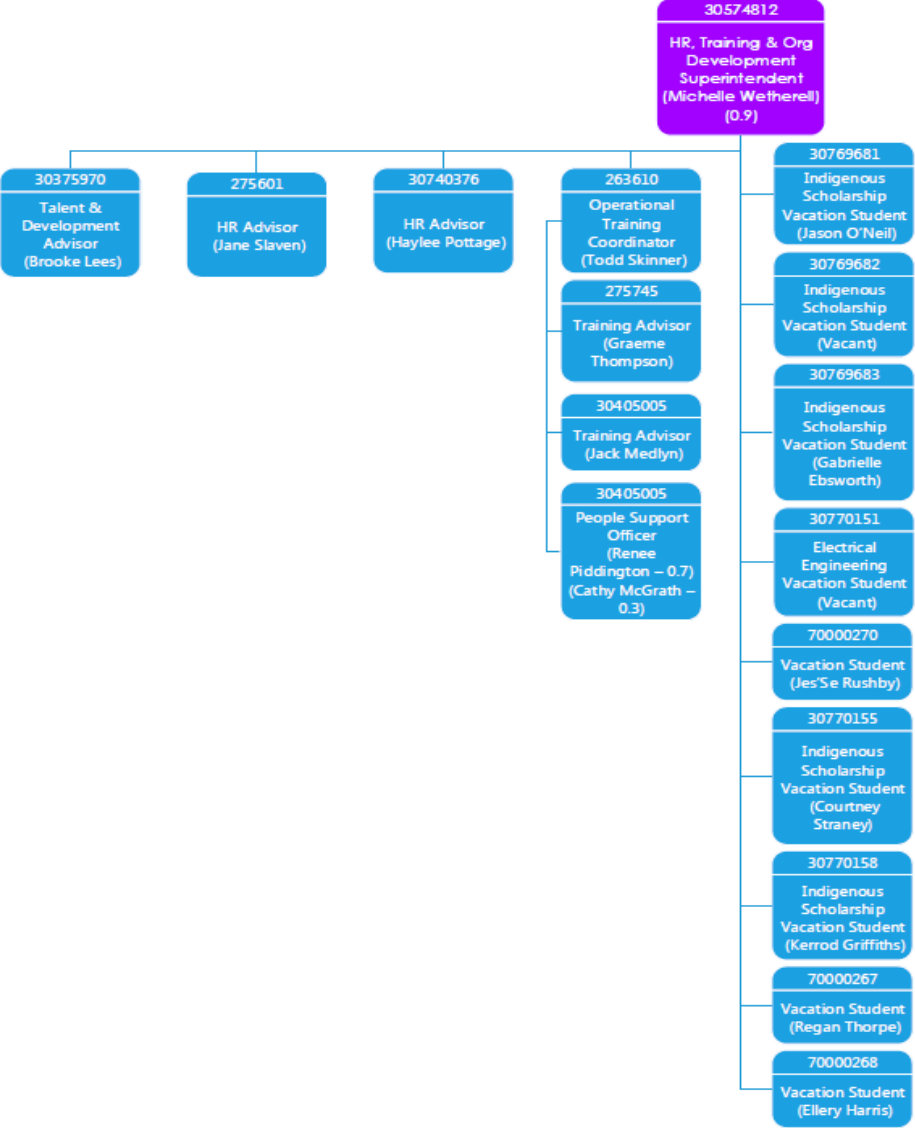 30574812
HR, Training & Org
Development
Superintendent
(Michelle Wetherell)
(0.9)
30375970
Talent &
Development
Advisor
(Brooke Lees)
275601
HR Advisor
(Jane Slaven)
30740376
HR Advisor
(Haylee Pottage)
263610
Operational
Training
Coordinator
(Todd Skinner)
275745
Training Advisor
(Graeme
Thompson)
30405005
Training Advisor
(Jack Medlyn)
30405005
People Support
Officer
(Renee
Piddington – 0.7)
(Cathy McGrath –
0.3)
30769681
Indigenous
Scholarship
Vacation Student
(Jason O’Neil)
30769682
Indigenous
Scholarship
Vacation Student
(Vacant)
30769683
Indigenous
Scholarship
Vacation Student
(Gabrielle
Ebsworth)
30770151
Electrical
Engineering
Vacation Student
(Vacant)
70000270
Vacation Student
(Jes’Se Rushby)
30770155
Indigenous
Scholarship
Vacation Student
(Courtney
Straney)
30770158
Indigenous
Scholarship
Vacation Student
(Kerrod Griffiths)
70000267
Vacation Student
(Regan Thorpe)
70000268
Vacation Student
(Ellery Harris)